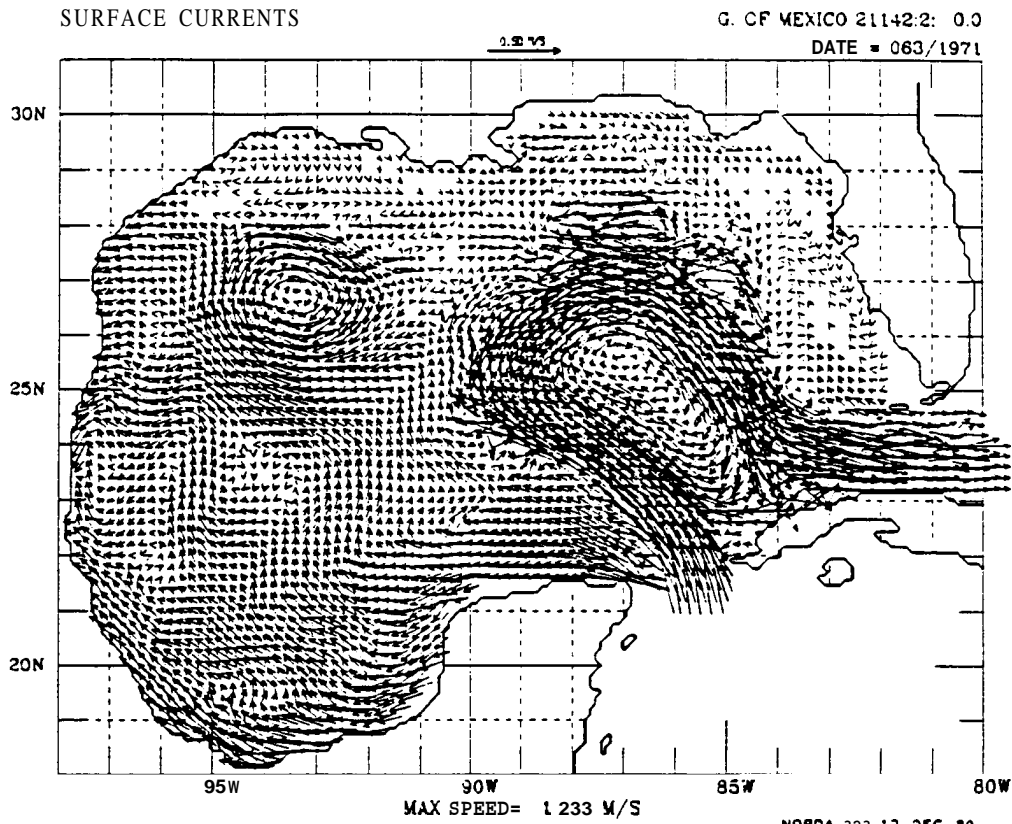 SURFACE CURRENTS
G. OF MEXICO 21142:2: 0.0
DATE = 063/1971
30N
25N
20N
95W 90W 85W 80W
MAX SPEED= 1.233 M/S